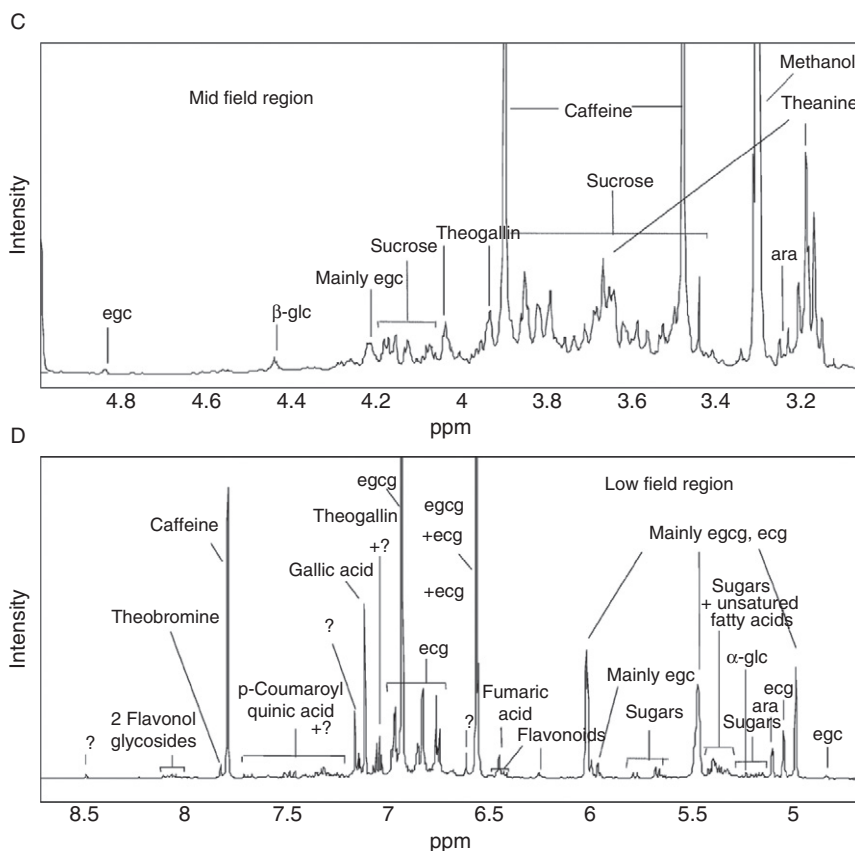 C
Mid field region
Methanol
Theanine
Caffeine
Sucrose
Theogallin
Sucrose
Mainly egc
ara
β-glc
egc
Intensity
4.8 4.6 4.4 4.2 4 3.8 3.6 3.4 3.2
ppm
D
egcg
Low field region
Caffeine
Theogallin
egcg
+?
+ecg
Mainly egcg, ecg
Gallic acid
+ecg
Sugars
+ unsatured
fatty acids
Theobromine
?
ecg
α-glc
p-Coumaroyl
quinic acid
+?
Fumaric
acid
Mainly egc
ecg
ara
2 Flavonol
glycosides
?
?
Flavonoids
Sugars
Sugars
egc
Intensity
8.5 8 7.5 7 6.5 6 5.5 5
ppm